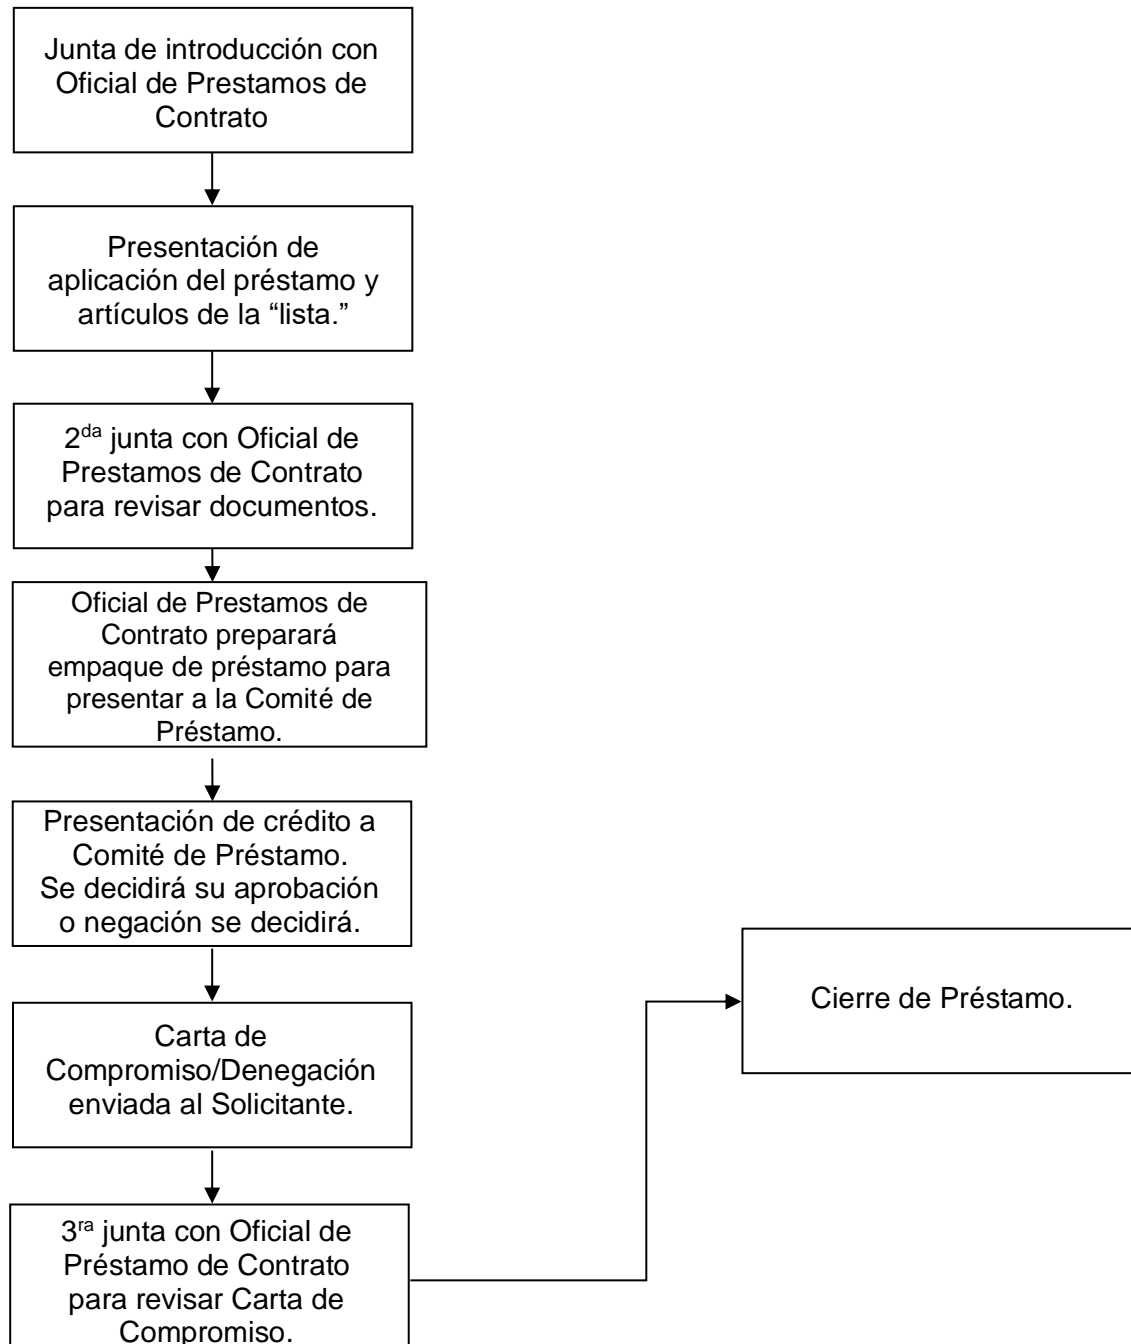 Junta de introducción con
Oficial de Prestamos de
Contrato
Presentación de
aplicación del préstamo y
artículos de la “lista.”
2da junta con Oficial de
Prestamos de Contrato
para revisar documentos.
Oficial de Prestamos de
Contrato preparará
empaque de préstamo para
presentar a la Comité de
Préstamo.
Presentación de crédito a
Comité de Préstamo.
Se decidirá su aprobación
o negación se decidirá.
Carta de
Compromiso/Denegación
enviada al Solicitante.
3ra junta con Oficial de
Préstamo de Contrato
para revisar Carta de
Compromiso.
Cierre de Préstamo.